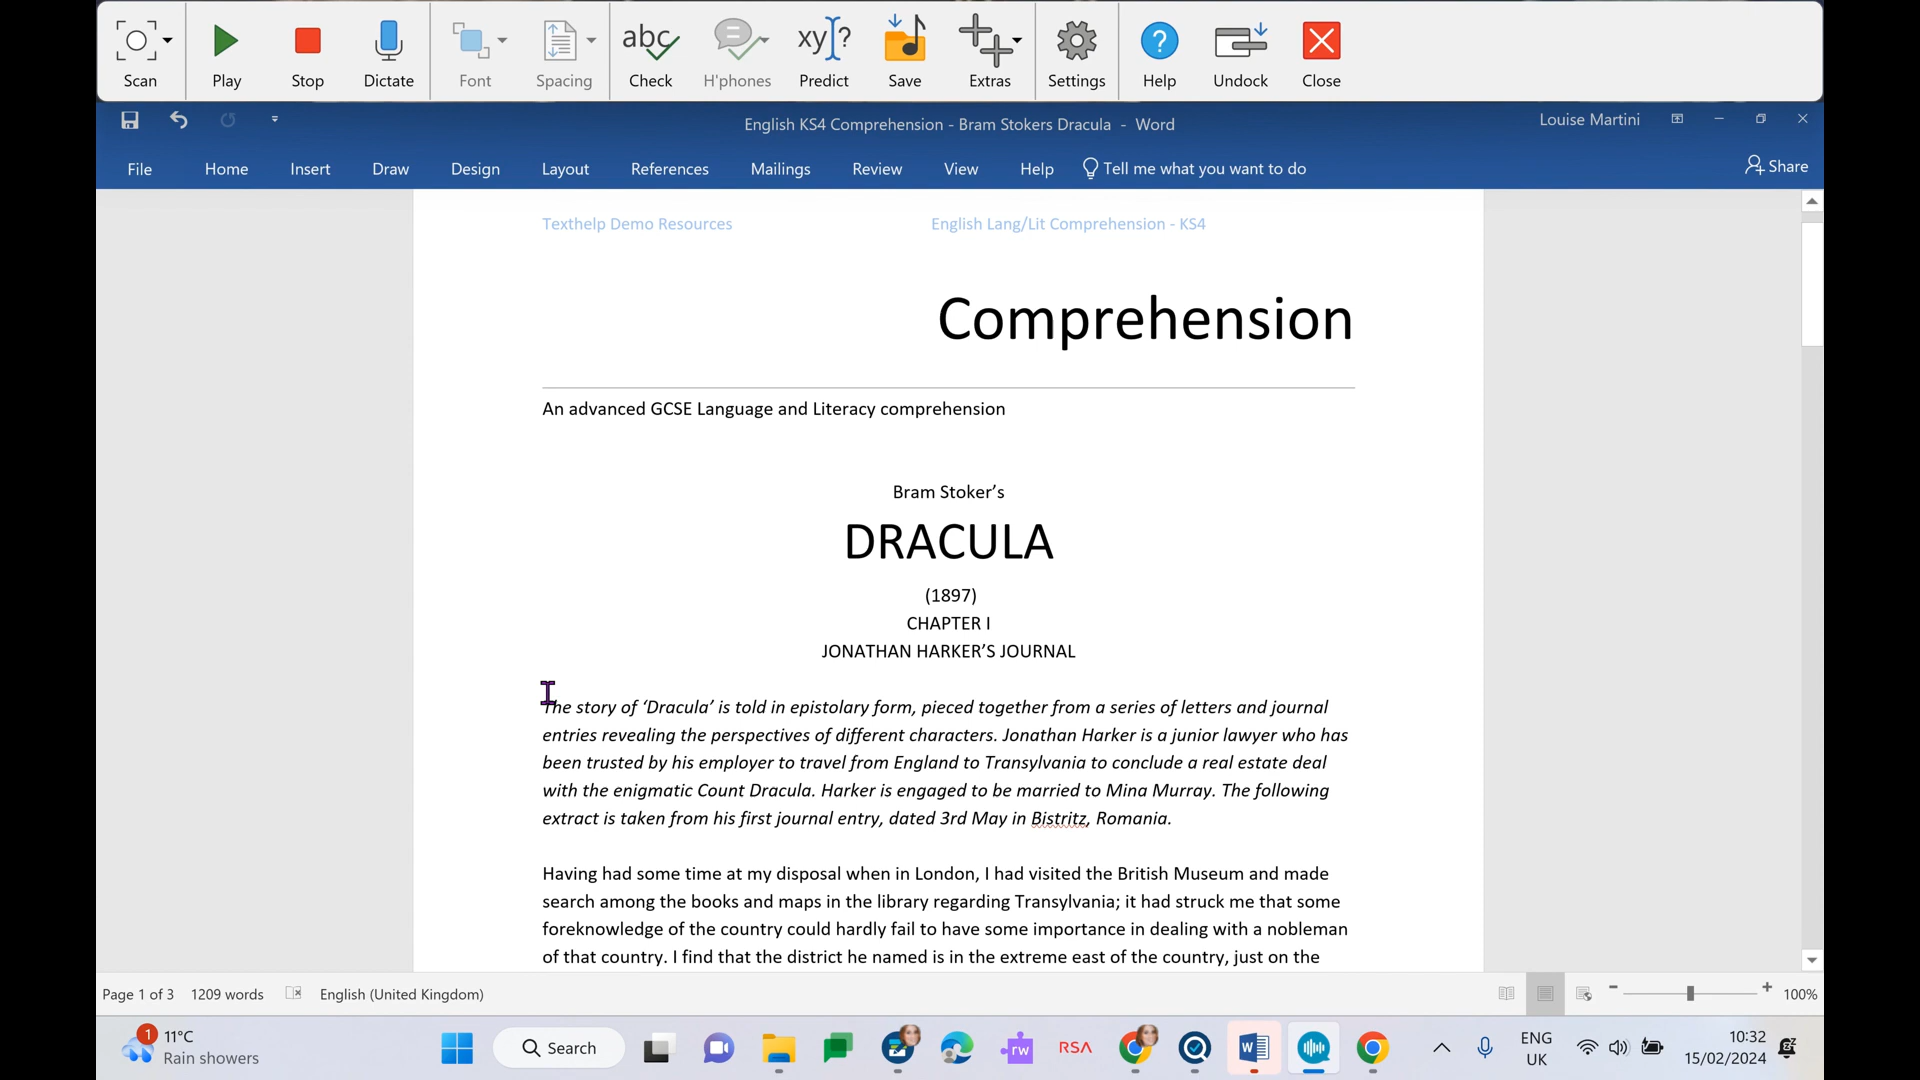 Scan Play Stop Dictate Font Spacing Check H'phones Predict Save Extras Settings Help Undock Close
abc xy ? ?
English KS4 Comprehension - Bram Stokers Dracula - Word
Louise Martini
File Home Insert Draw Design Layout References Mailings Review View Help Tell me what you want to do
Share
Texthelp Demo Resources English Lang/Lit Comprehension - KS4
Comprehension
An advanced GCSE Language and Literacy comprehension
Bram Stoker’s
DRACULA
(1897)
CHAPTER I
JONATHAN HARKER’S JOURNAL
The story of ‘Dracula’ is told in epistolary form, pieced together from a series of letters and journal
entries revealing the perspectives of different characters. Jonathan Harker is a junior lawyer who has
been trusted by his employer to travel from England to Transylvania to conclude a real estate deal
with the enigmatic Count Dracula. Harker is engaged to be married to Mina Murray. The following
extract is taken from his first journal entry, dated 3rd May in Bistritz, Romania.
Having had some time at my disposal when in London, I had visited the British Museum and made
search among the books and maps in the library regarding Transylvania; it had struck me that some
foreknowledge of the country could hardly fail to have some importance in dealing with a nobleman
of that country. I find that the district he named is in the extreme east of the country, just on the
Page 1 of 3 1209 words English (United Kingdom) 100%
1 11°C
Rain showers
Search
rw
RSA
ENG
UK
10:32
15/02/2024